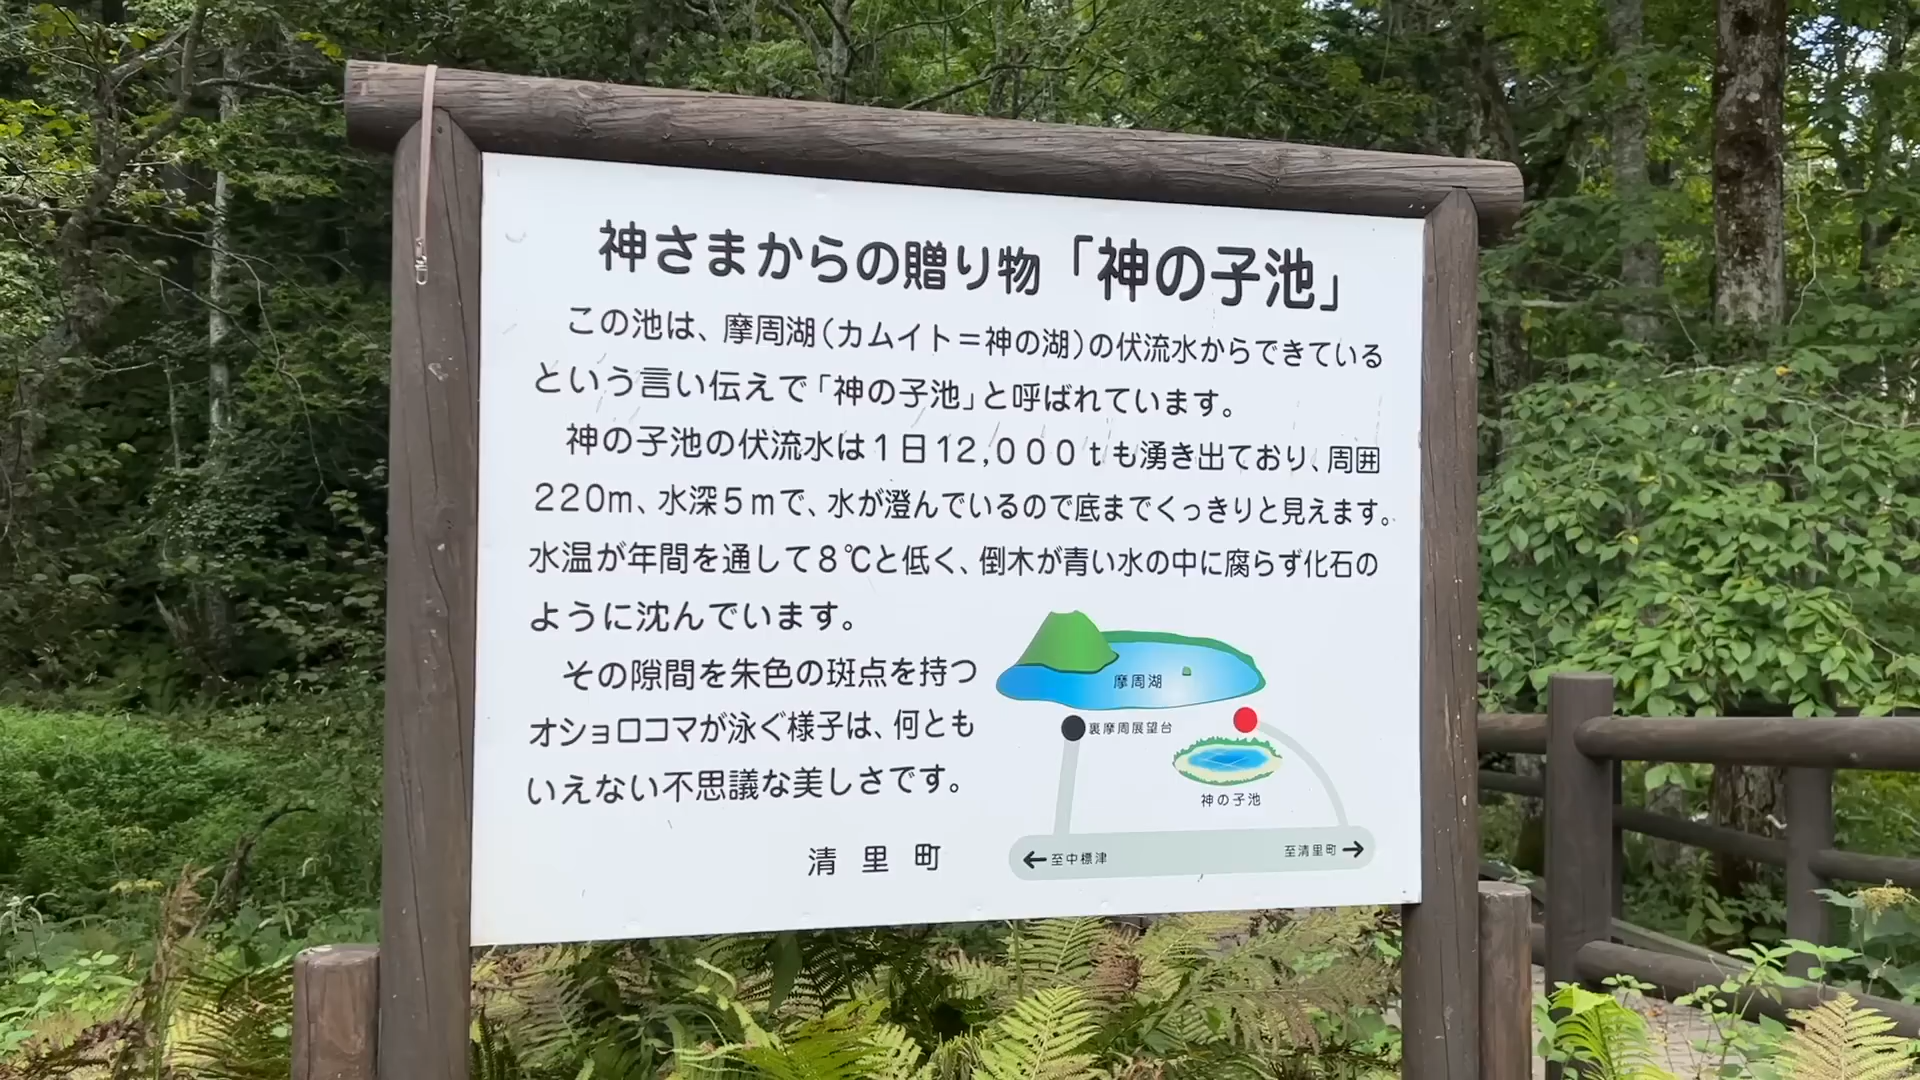 神さまからの贈り物「神の子池」
この池は、摩周湖(カムイト=神の湖)の伏流水からできている
という言い伝えで「神の子池」と呼ばれています。
神の子池の伏流水は1日12,000tも湧き出ており、周囲
220m、水深5mで、水が澄んでいるので底までくっきりと見えます。
水温が年間を通して8℃と低く、倒木が青い水の中に腐らず化石の
ように沈んでいます。
その隙間を朱色の斑点を持つ
オショロコマが泳ぐ様子は、何とも
いえない不思議な美しさです。
清里町
摩周湖
裏摩周展望台
神の子池
←至中標津
至清里町→